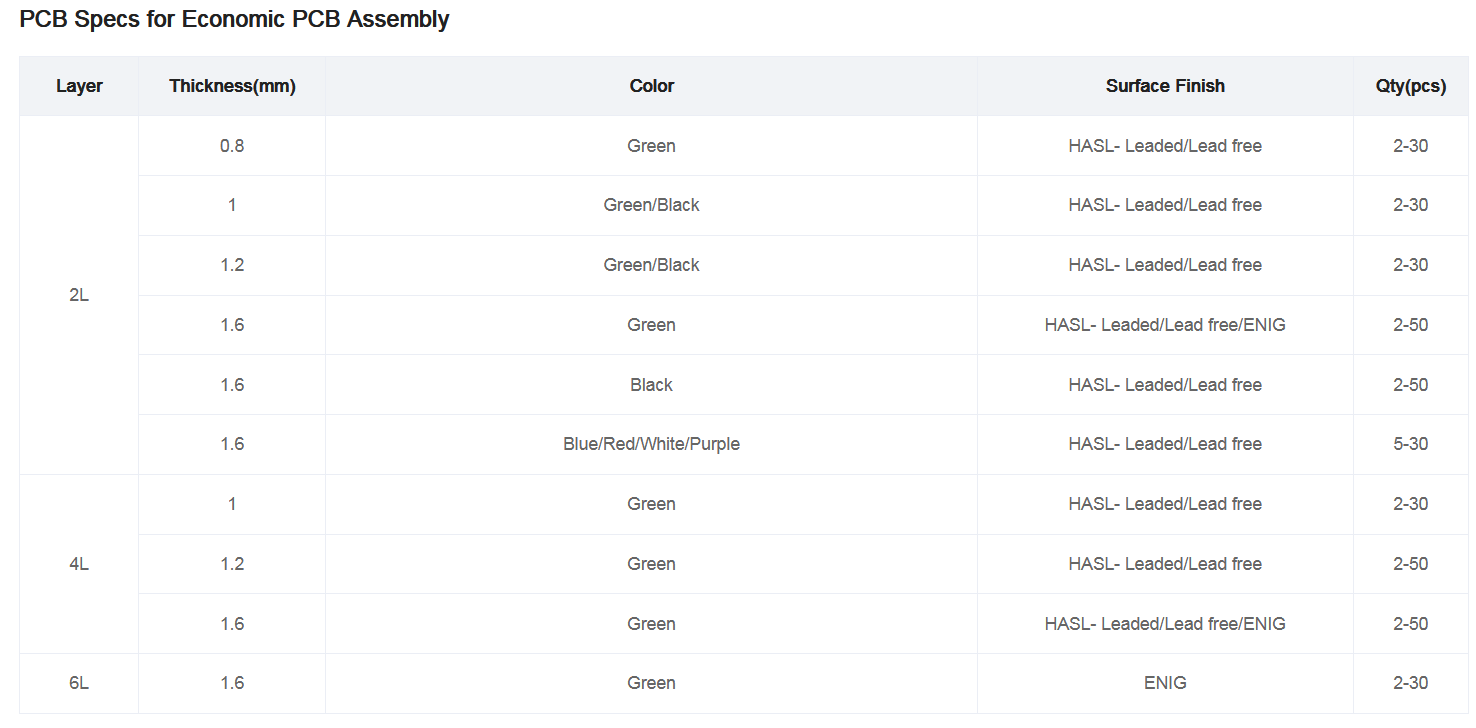 PCB Specs for Economic PCB Assembly
Layer Thickness(mm) Color Surface Finish Qty(pcs)
2L
0.8 Green HASL- Leaded/Lead free 2-30
1 Green/Black HASL- Leaded/Lead free 2-30
1.2 Green/Black HASL- Leaded/Lead free 2-30
1.6 Green HASL- Leaded/Lead free/ENIG 2-50
1.6 Black HASL- Leaded/Lead free 2-50
1.6 Blue/Red/White/Purple HASL- Leaded/Lead free 5-30
4L
1 Green HASL- Leaded/Lead free 2-30
1.2 Green HASL- Leaded/Lead free 2-50
1.6 Green HASL- Leaded/Lead free/ENIG 2-50
6L 1.6 Green ENIG 2-30